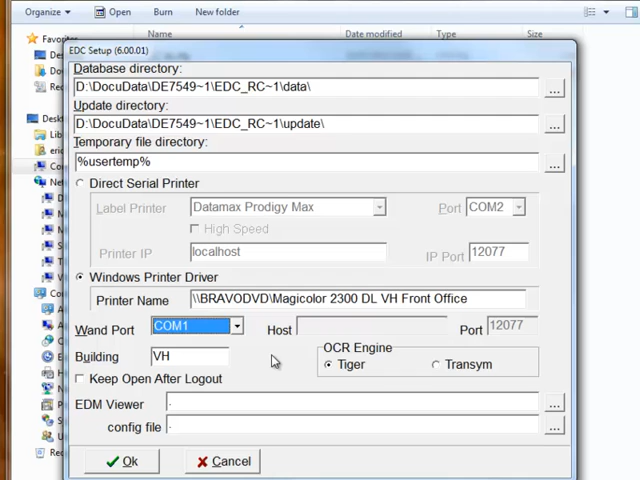 Organize
Open
Burn
New folder
Favorites
Date modified
EDC Setup (6.00.01)
Database directory:
D:\DocuData\DE7549~1\EDC_RC~1\data\
...
Update directory:
D:\DocuData\DE7549~1\EDC_RC~1\update\
...
Temporary file directory:
%usertemp%
...
Direct Serial Printer
Label Printer
Datamax Prodigy Max
Port
COM2
High Speed
Printer IP
localhost
IP Port
12077
Windows Printer Driver
Printer Name
\\BRAVODVD\Magicolor 2300 DL VH Front Office
Wand Port
COM1
Host
Port
12077
Building
VH
OCR Engine
Tiger
Transym
Keep Open After Logout
EDM Viewer
.
...
config file
.
...
Ok
Cancel